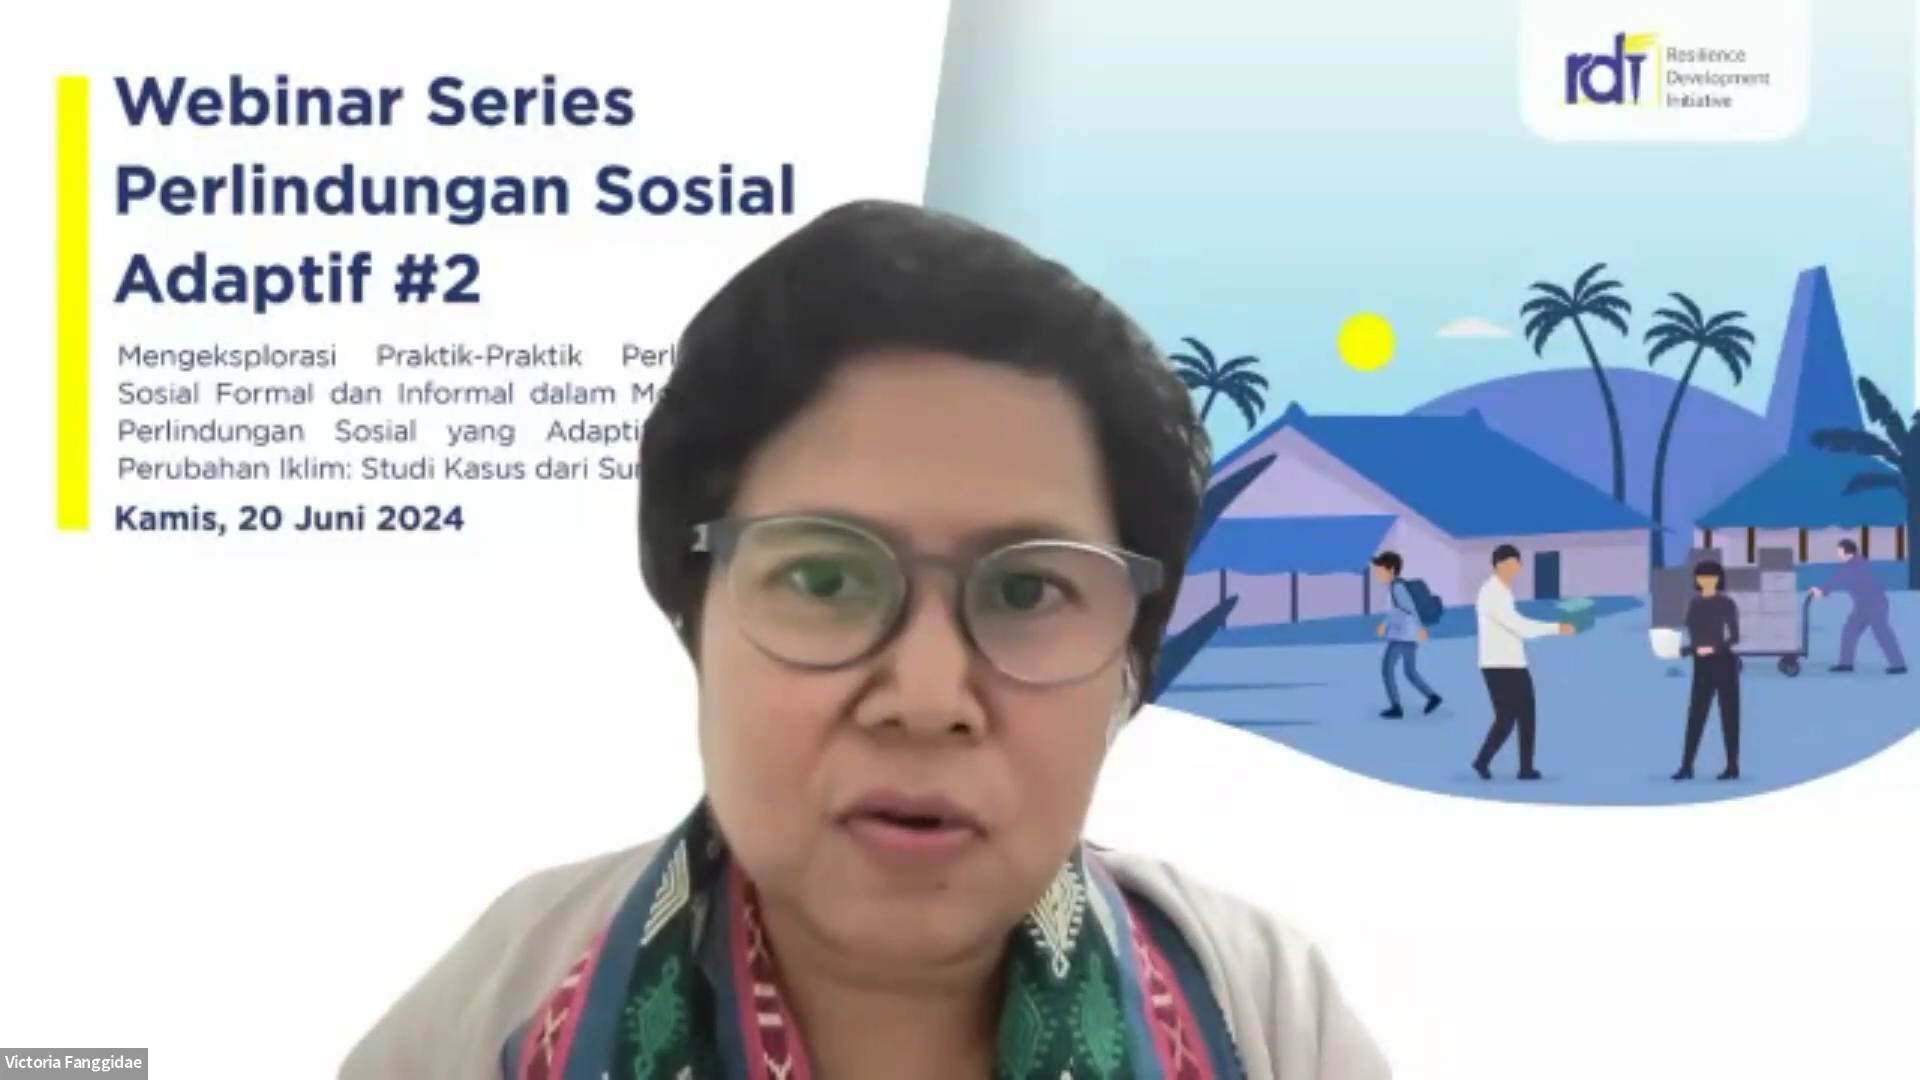 Webinar Series
Perlindungan Sosial
Adaptif #2
Mengeksplorasi Praktik-Praktik
Sosial Formal dan Informal dalam
Perlindungan Sosial yang
Perubahan Iklim: Studi Kasus dari
Kamis, 20 Juni 2024
rdi
Resilience
Development
Initiative
Victoria Fanggidae